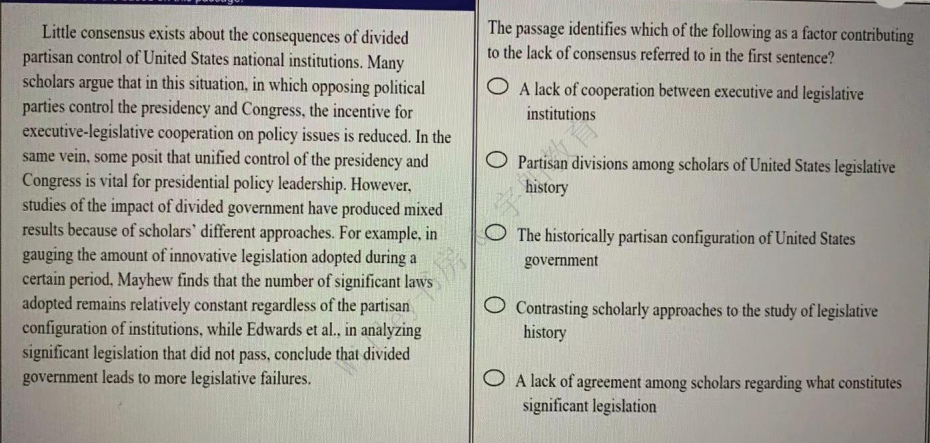 Little consensus exists about the consequences of divided
partisan control of United States national institutions. Many
scholars argue that in this situation, in which opposing political
parties control the presidency and Congress, the incentive for
executive-legislative cooperation on policy issues is reduced. In the
same vein, some posit that unified control of the presidency and
Congress is vital for presidential policy leadership. However,
studies of the impact of divided government have produced mixed
results because of scholars' different approaches. For example, in
gauging the amount of innovative legislation adopted during a
certain period, Mayhew finds that the number of significant laws
adopted remains relatively constant regardless of the partisan
configuration of institutions, while Edwards et al., in analyzing
significant legislation that did not pass, conclude that divided
government leads to more legislative failures.
The passage identifies which of the following as a factor contributing
to the lack of consensus referred to in the first sentence?
A lack of cooperation between executive and legislative
institutions
Partisan divisions among scholars of United States legislative
history
The historically partisan configuration of United States
government
Contrasting scholarly approaches to the study of legislative
history
A lack of agreement among scholars regarding what constitutes
significant legislation